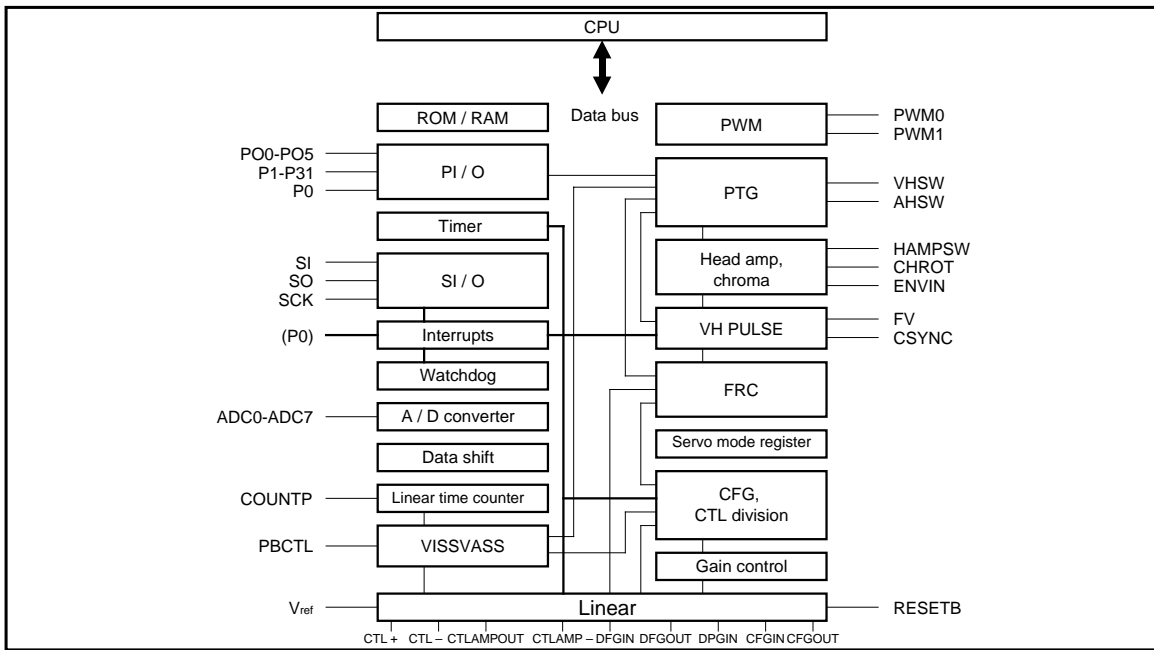 CPU
Data bus
ROM / RAM
PO0-PO5
P1-P31
P0
PI / O
Timer
SI
SO
SCK
SI / O
(P0)
Interrupts
Watchdog
ADC0-ADC7
A / D converter
Data shift
COUNTP
Linear time counter
PBCTL
VISSVASS
PWM
PWM0
PWM1
PTG
VHSW
AHSW
Head amp,
chroma
HAMPSW
CHROT
ENVIN
VH PULSE
FV
CSYNC
FRC
Servo mode register
CFG,
CTL division
Gain control
Vref
Linear
RESETB
CTL + CTL – CTLAMPOUT CTLAMP – DFGIN DFGOUT DPGIN CFGIN CFGOUT